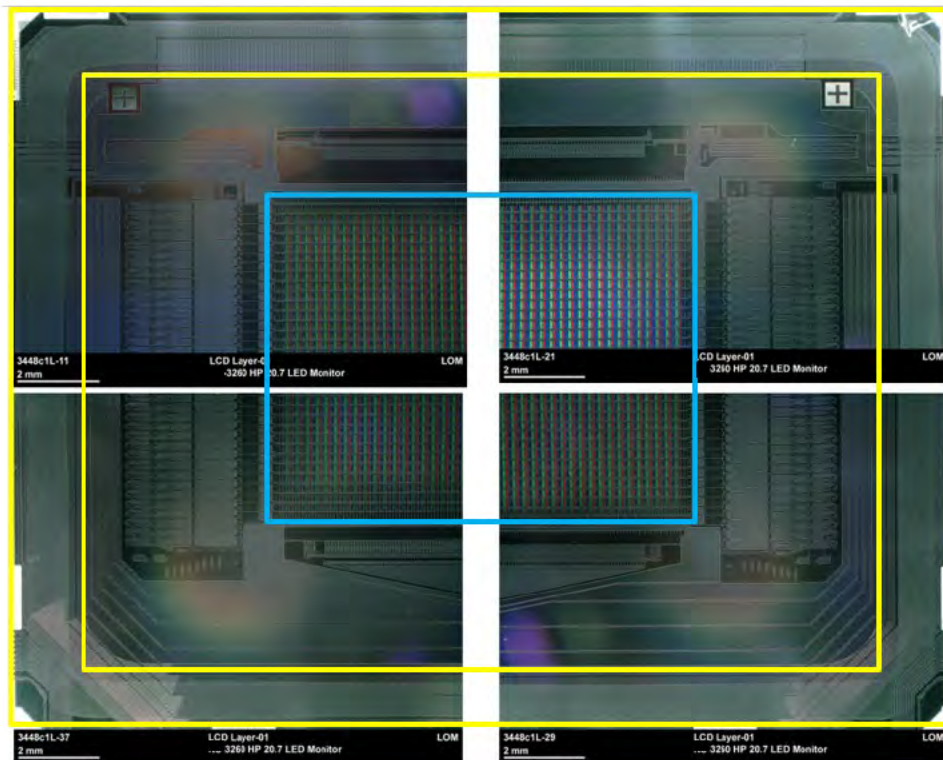 3448c1L-11 LCD Layer-01 LOM
2 mm -3260 HP 20.7 LED Monitor
3448c1L-21 LCD Layer-01 LOM
2 mm 3260 HP 20.7 LED Monitor
3448c1L-37 LCD Layer-01 LOM
2 mm 3260 HP 20.7 LED Monitor
3448c1L-29 LCD Layer-01 LOM
2 mm 3260 HP 20.7 LED Monitor